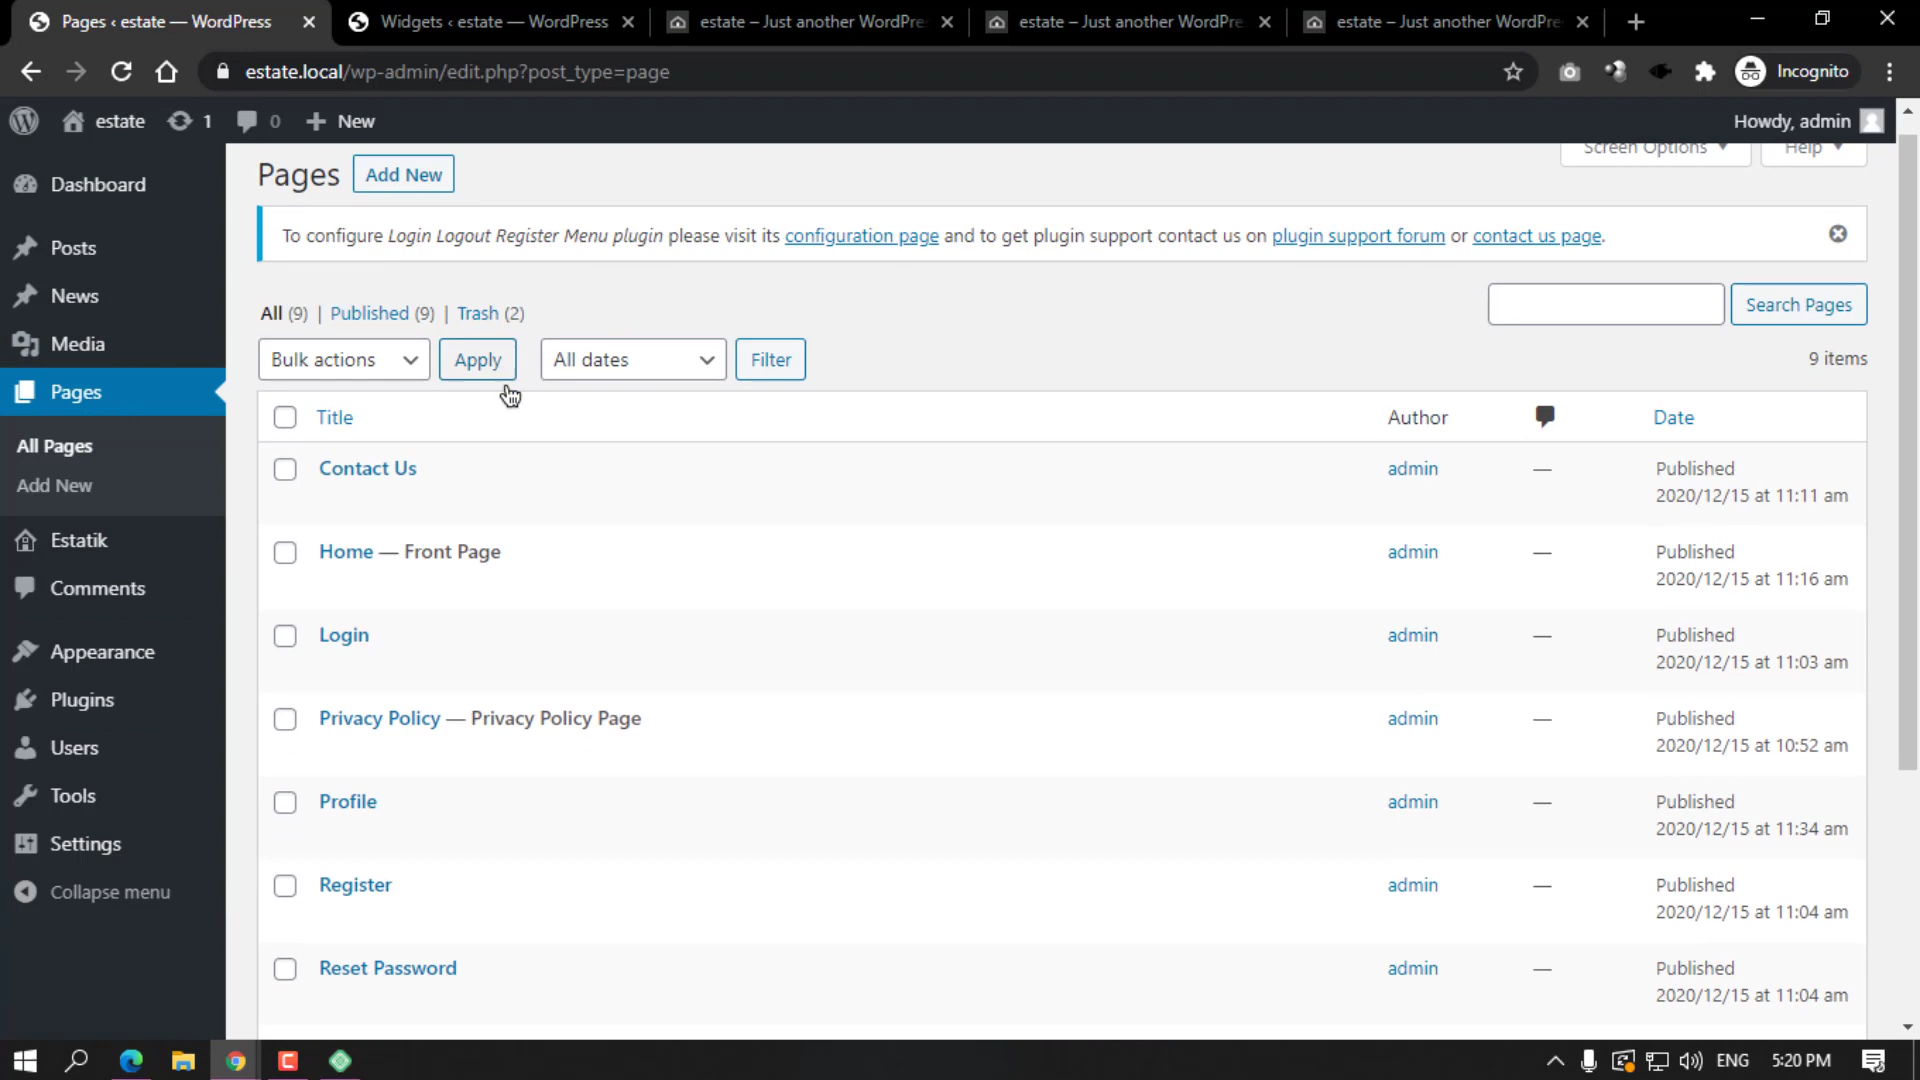 Pages ‹ estate — WordPress
Widgets ‹ estate — WordPress
estate – Just another WordPre
estate – Just another WordPre
estate – Just another WordPre
estate.local/wp-admin/edit.php?post_type=page
Incognito
estate 1 0 New
Howdy, admin
Dashboard
Posts
News
Media
Pages
All Pages
Add New
Estatik
Comments
Appearance
Plugins
Users
Tools
Settings
Collapse menu
Screen Options
Help
Pages Add New
To configure Login Logout Register Menu plugin please visit its configuration page and to get plugin support contact us on plugin support forum or contact us page.
All (9) | Published (9) | Trash (2)
Search Pages
Bulk actions Apply All dates Filter
9 items
Title Author Date
Contact Us admin — Published
2020/12/15 at 11:11 am
Home — Front Page admin — Published
2020/12/15 at 11:16 am
Login admin — Published
2020/12/15 at 11:03 am
Privacy Policy — Privacy Policy Page admin — Published
2020/12/15 at 10:52 am
Profile admin — Published
2020/12/15 at 11:34 am
Register admin — Published
2020/12/15 at 11:04 am
Reset Password admin — Published
2020/12/15 at 11:04 am
ENG 5:20 PM